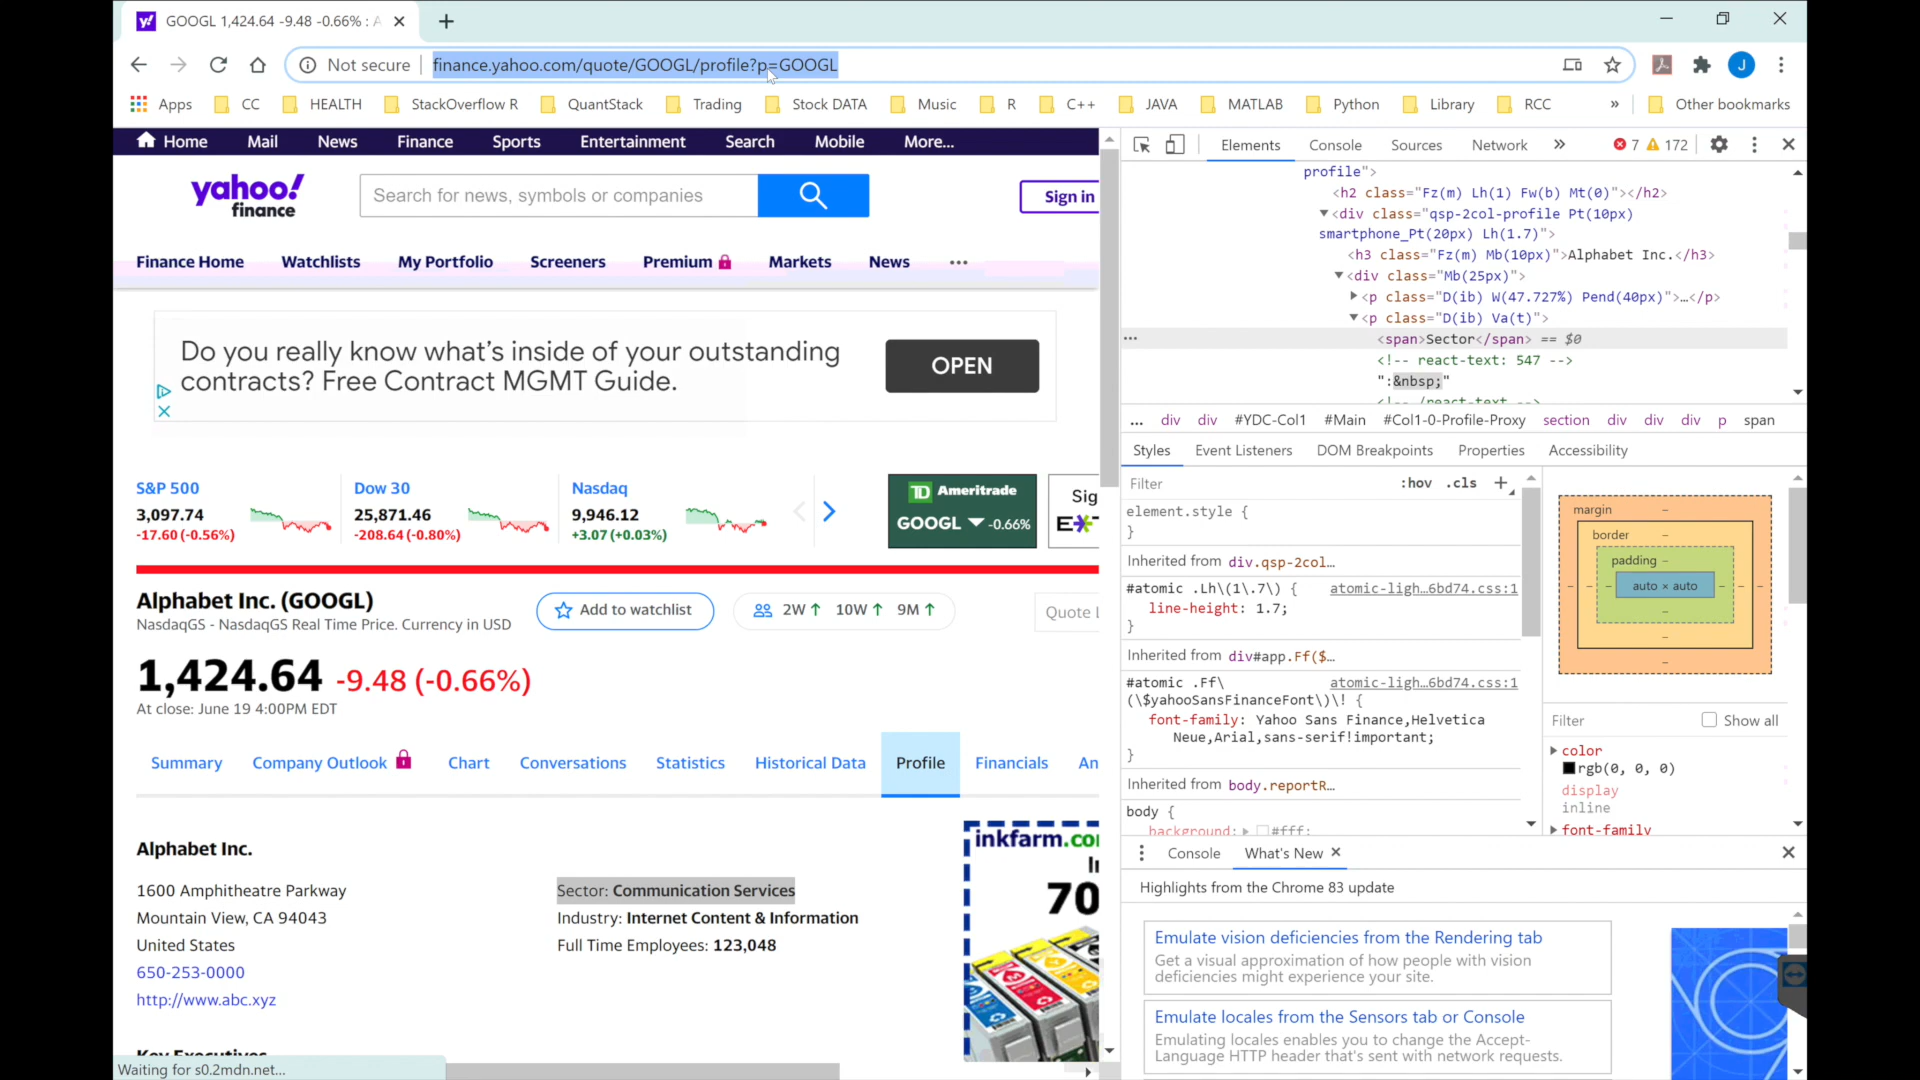 GOOGL 1,424.64 -9.48 -0.66% : A
Not secure
finance.yahoo.com/quote/GOOGL/profile?p=GOOGL
J
Apps CC HEALTH StackOverflow R QuantStack Trading Stock DATA Music R C++ JAVA MATLAB Python Library RCC » Other bookmarks
Home Mail News Finance Sports Entertainment Search Mobile More...
yahoo!
finance
Search for news, symbols or companies
Sign in
Finance Home Watchlists My Portfolio Screeners Premium Markets News
Do you really know what's inside of your outstanding
contracts? Free Contract MGMT Guide.
OPEN
S&P 500
3,097.74
-17.60 (-0.56%)
Dow 30
25,871.46
-208.64 (-0.80%)
Nasdaq
9,946.12
+3.07 (+0.03%)
TD Ameritrade
GOOGL -0.66%
Sig
E
Alphabet Inc. (GOOGL)
NasdaqGS - NasdaqGS Real Time Price. Currency in USD
Add to watchlist
2W↑ 10W↑ 9M↑
Quote L
1,424.64 -9.48 (-0.66%)
At close: June 19 4:00PM EDT
Summary Company Outlook Chart Conversations Statistics Historical Data Profile Financials An
Alphabet Inc.
1600 Amphitheatre Parkway
Mountain View, CA 94043
United States
650-253-0000
http://www.abc.xyz
Sector: Communication Services
Industry: Internet Content & Information
Full Time Employees: 123,048
inkfarm.co
70
Key Executives
Waiting for s0.2mdn.net...
Elements Console Sources Network » 7 172
profile">
<h2 class="Fz(m) Lh(1) Fw(b) Mt(0)"></h2>
▼<div class="qsp-2col-profile Pt(10px)
smartphone_Pt(20px) Lh(1.7)">
<h3 class="Fz(m) Mb(10px)">Alphabet Inc.</h3>
▼<div class="Mb(25px)">
▶<p class="D(ib) W(47.727%) Pend(40px)">…</p>
▼<p class="D(ib) Va(t)">
<span>Sector</span> == $0
<!-- react-text: 547 -->
":&nbsp;"
<!-- /react-text -->
... div div #YDC-Col1 #Main #Col1-0-Profile-Proxy section div div div p span
Styles Event Listeners DOM Breakpoints Properties Accessibility
Filter :hov .cls +
element.style {
}
Inherited from div.qsp-2col…
#atomic .Lh\(1\.7\) { atomic-ligh…6bd74.css:1
line-height: 1.7;
}
Inherited from div#app.Ff($…
#atomic .Ff\ atomic-ligh…6bd74.css:1
(\$yahooSansFinanceFont\)\! {
font-family: Yahoo Sans Finance,Helvetica
Neue,Arial,sans-serif!important;
}
Inherited from body.reportR…
body {
background: ▶ #fff;
margin –
border –
padding –
auto × auto
Filter Show all
▶ color
rgb(0, 0, 0)
display
inline
▶ font-family
Console What's New
Highlights from the Chrome 83 update
Emulate vision deficiencies from the Rendering tab
Get a visual approximation of how people with vision
deficiencies might experience your site.
Emulate locales from the Sensors tab or Console
Emulating locales enables you to change the Accept-
Language HTTP header that's sent with network requests.